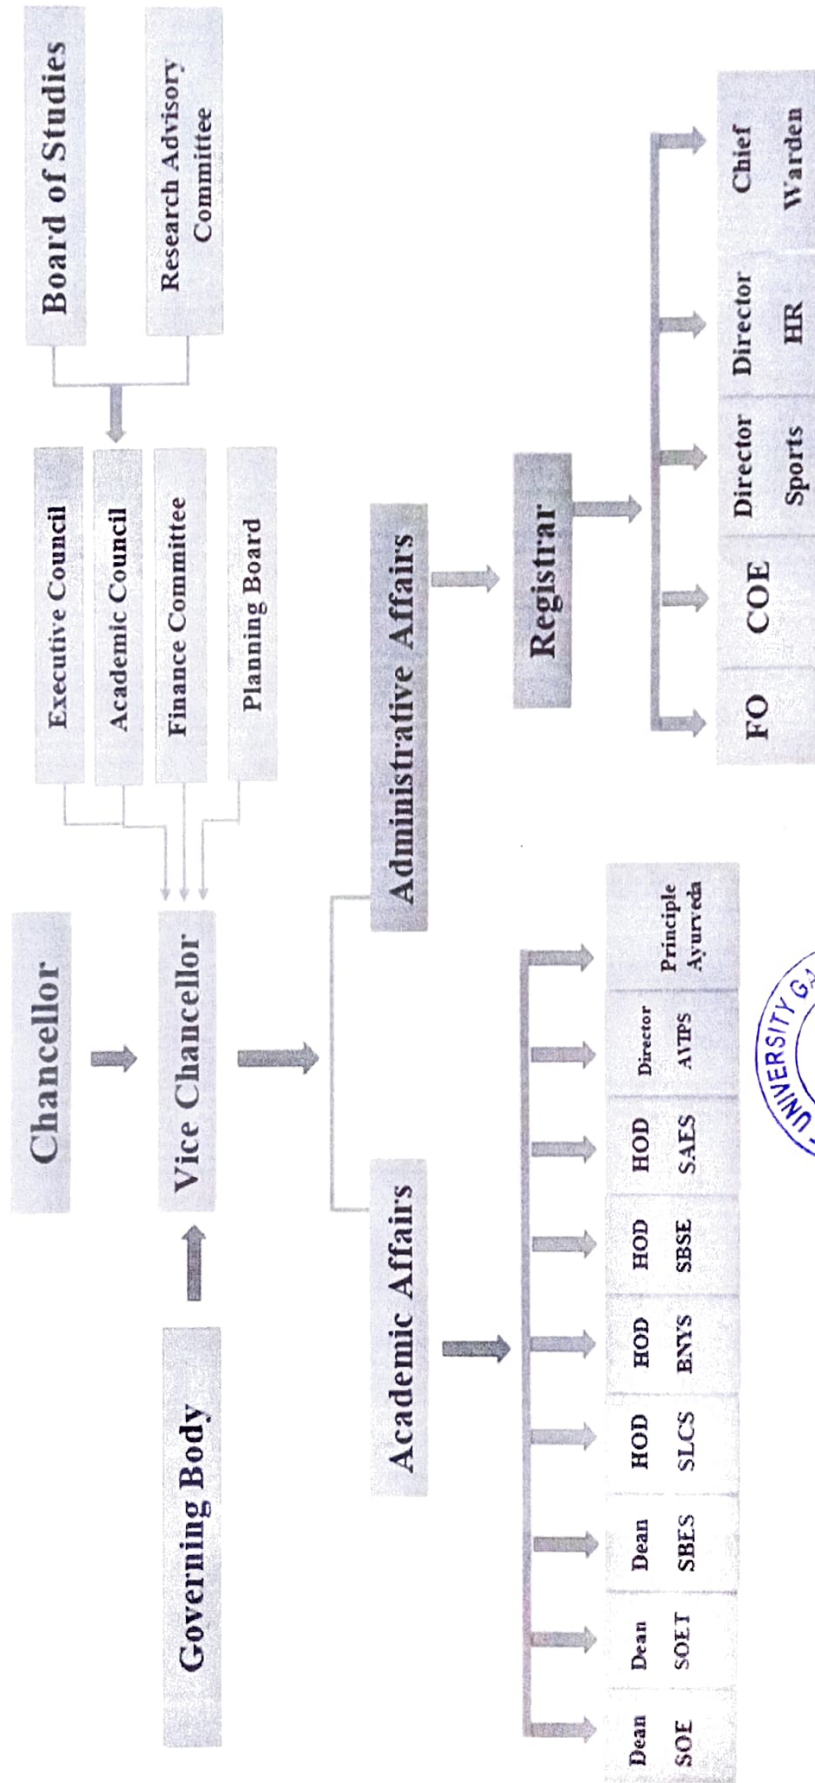 Chancellor
Governing Body
Vice Chancellor
Executive Council
Academic Council
Finance Committee
Planning Board
Board of Studies
Research Advisory
Committee
Academic Affairs
Administrative Affairs
Registrar
Dean
SOE
Dean
SOET
Dean
SBES
HOD
SLCS
HOD
BNYS
HOD
SBSE
HOD
SAES
Director
AVIPS
Principle
Ayurveda
FO
COE
Director
Sports
Director
HR
Chief
Warden
UNIVERSITY